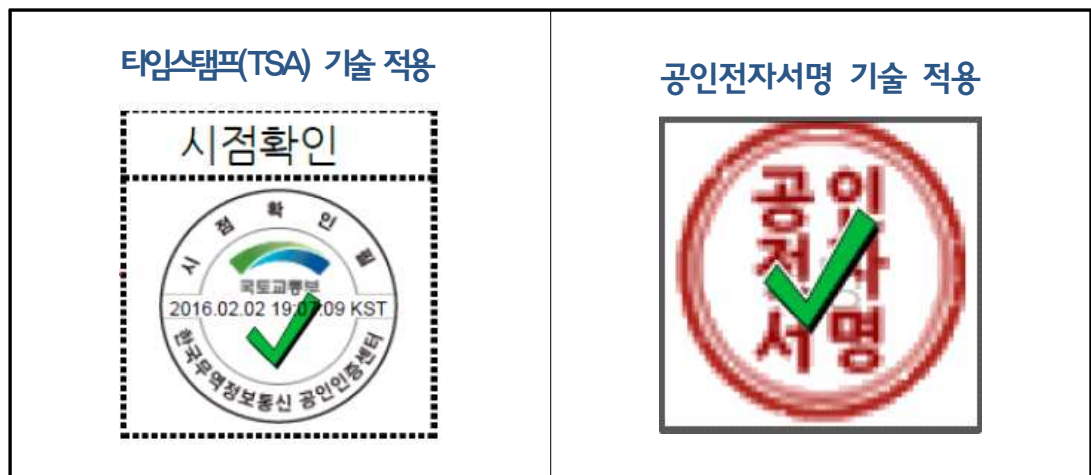 타임스탬프(TSA) 기술 적용
시점확인
시 점 확 인 필
국토교통부
2016.02.02 19:07:09 KST
한국무역정보통신 공인인증센터
공인전자서명 기술 적용
공인
전자
서명